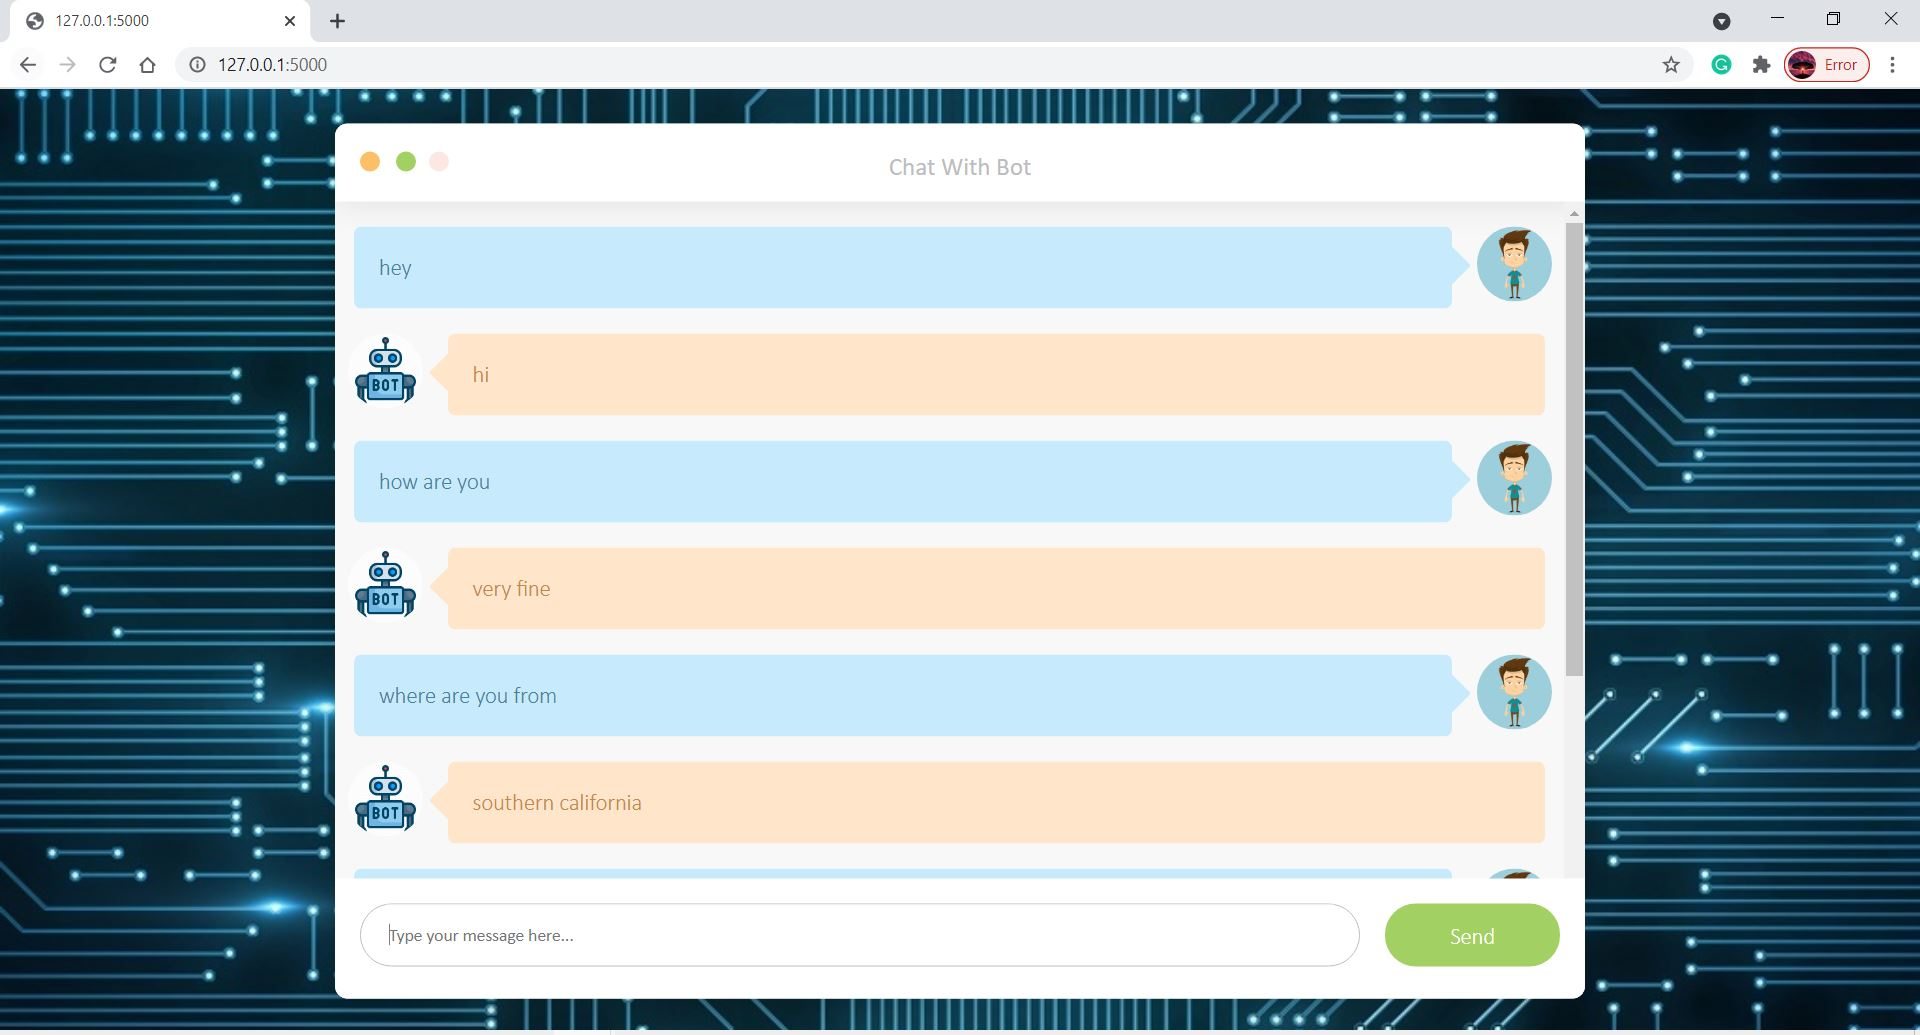 127.0.0.1:5000
127.0.0.1:5000
Error
Chat With Bot
hey
BOT
hi
how are you
BOT
very fine
where are you from
BOT
southern california
Type your message here...
Send